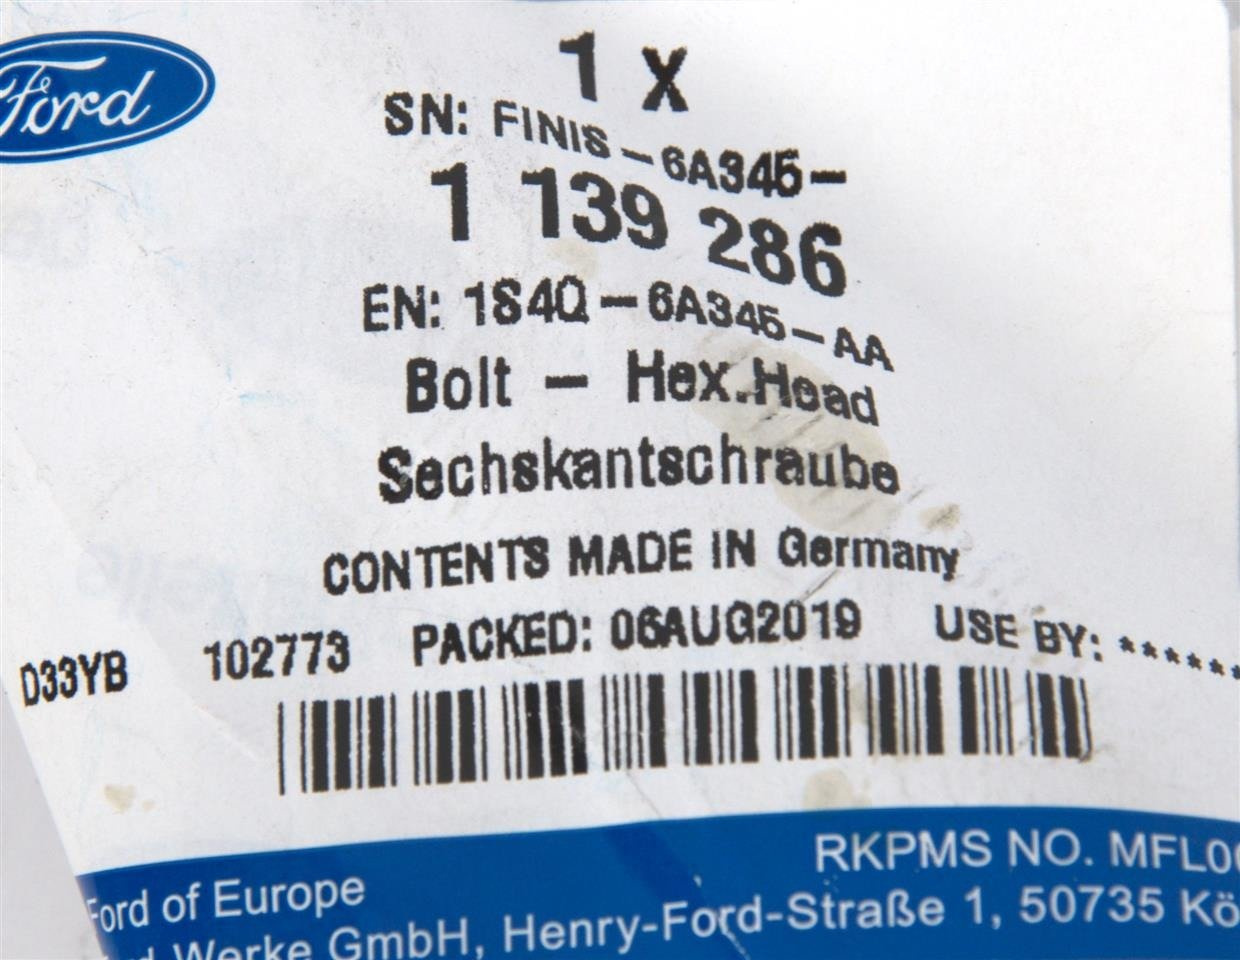 Ford
1 X
SN: FINIS-6A345-
1 139 286
EN: 1S4Q-6A345-AA
Bolt - Hex.Head
Sechskantschraube
CONTENTS MADE IN Germany
D33YB 102773 PACKED: 06AUG2019 USE BY: ******
RKPMS NO. MFL00
Ford of Europe
Werke GmbH, Henry-Ford-Straße 1, 50735 Kö